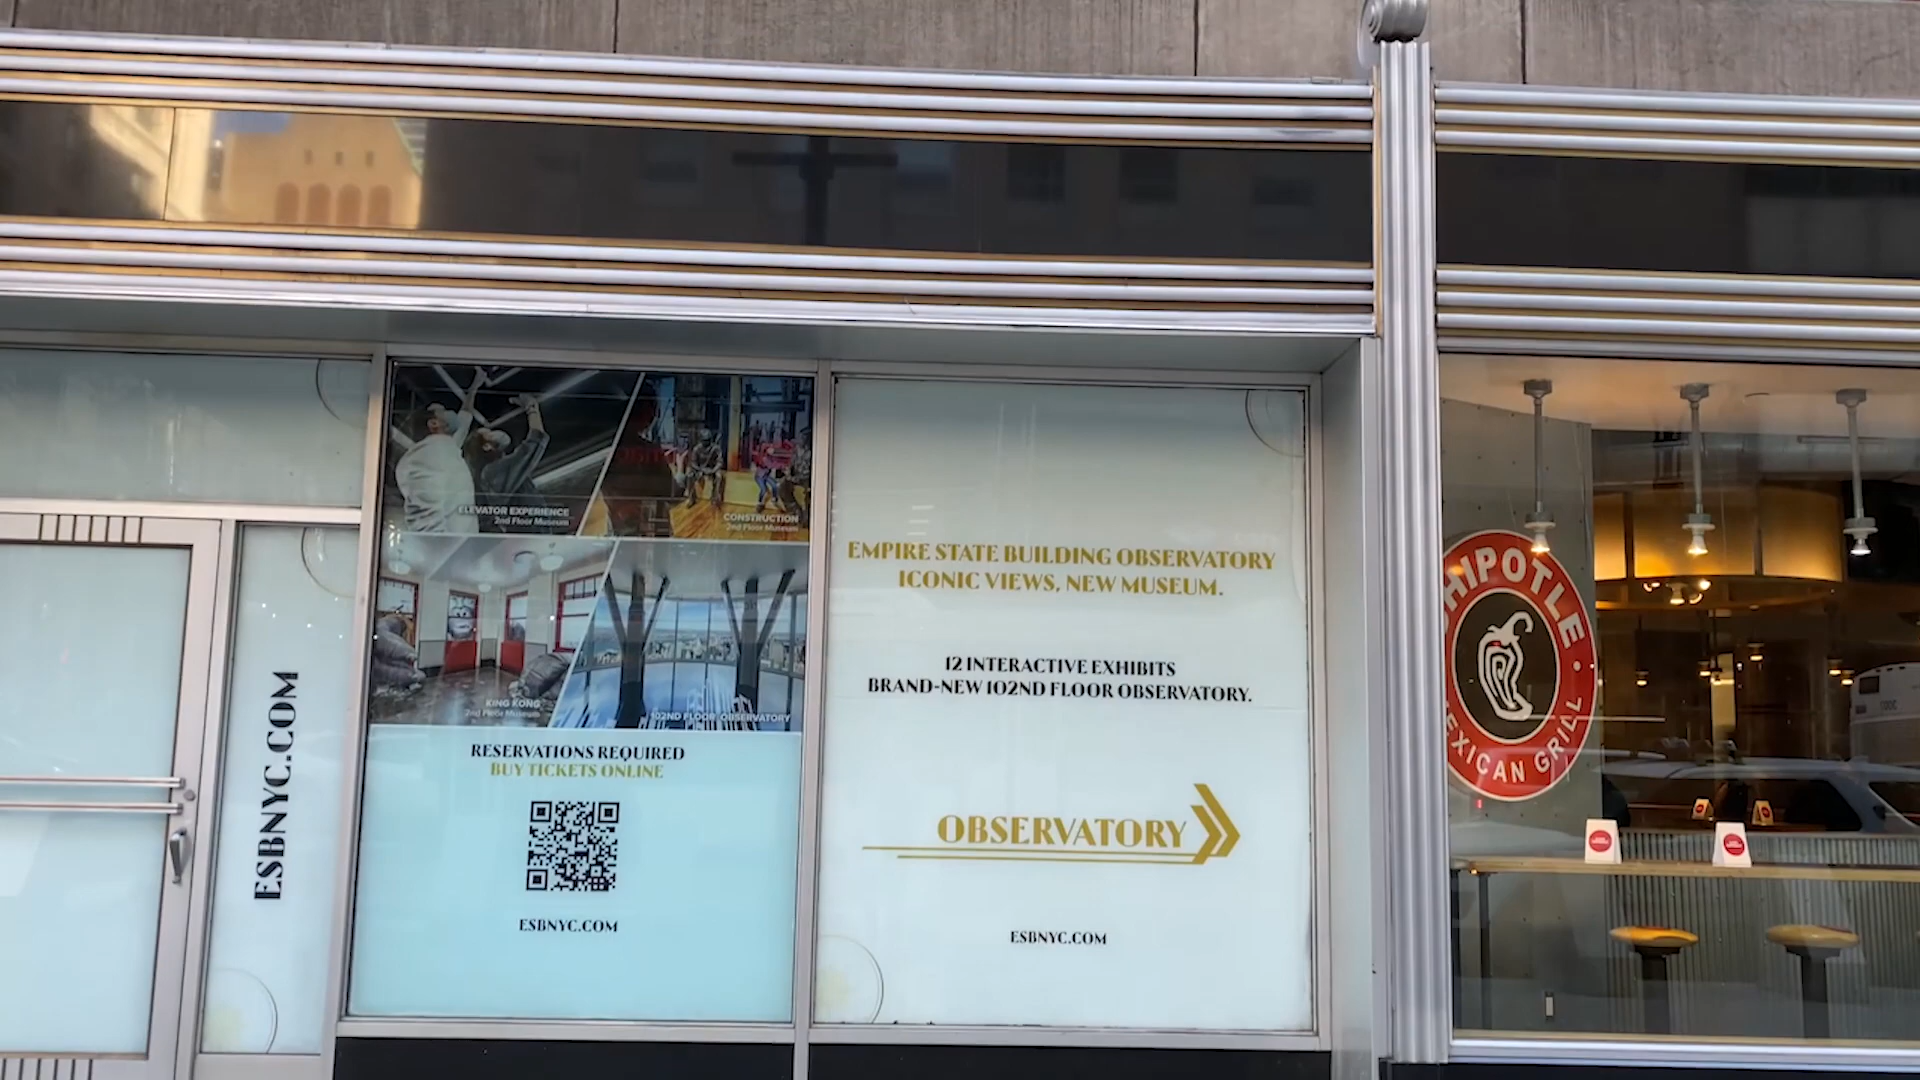 ESBNYC.COM
ELEVATOR EXPERIENCE
2nd Floor Museum
CONSTRUCTION
2nd Floor Museum
KING KONG
2nd Floor Museum
102ND FLOOR OBSERVATORY
RESERVATIONS REQUIRED
BUY TICKETS ONLINE
ESBNYC.COM
EMPIRE STATE BUILDING OBSERVATORY
ICONIC VIEWS, NEW MUSEUM.
12 INTERACTIVE EXHIBITS
BRAND-NEW 102ND FLOOR OBSERVATORY.
OBSERVATORY
ESBNYC.COM
CHIPOTLE
MEXICAN GRILL